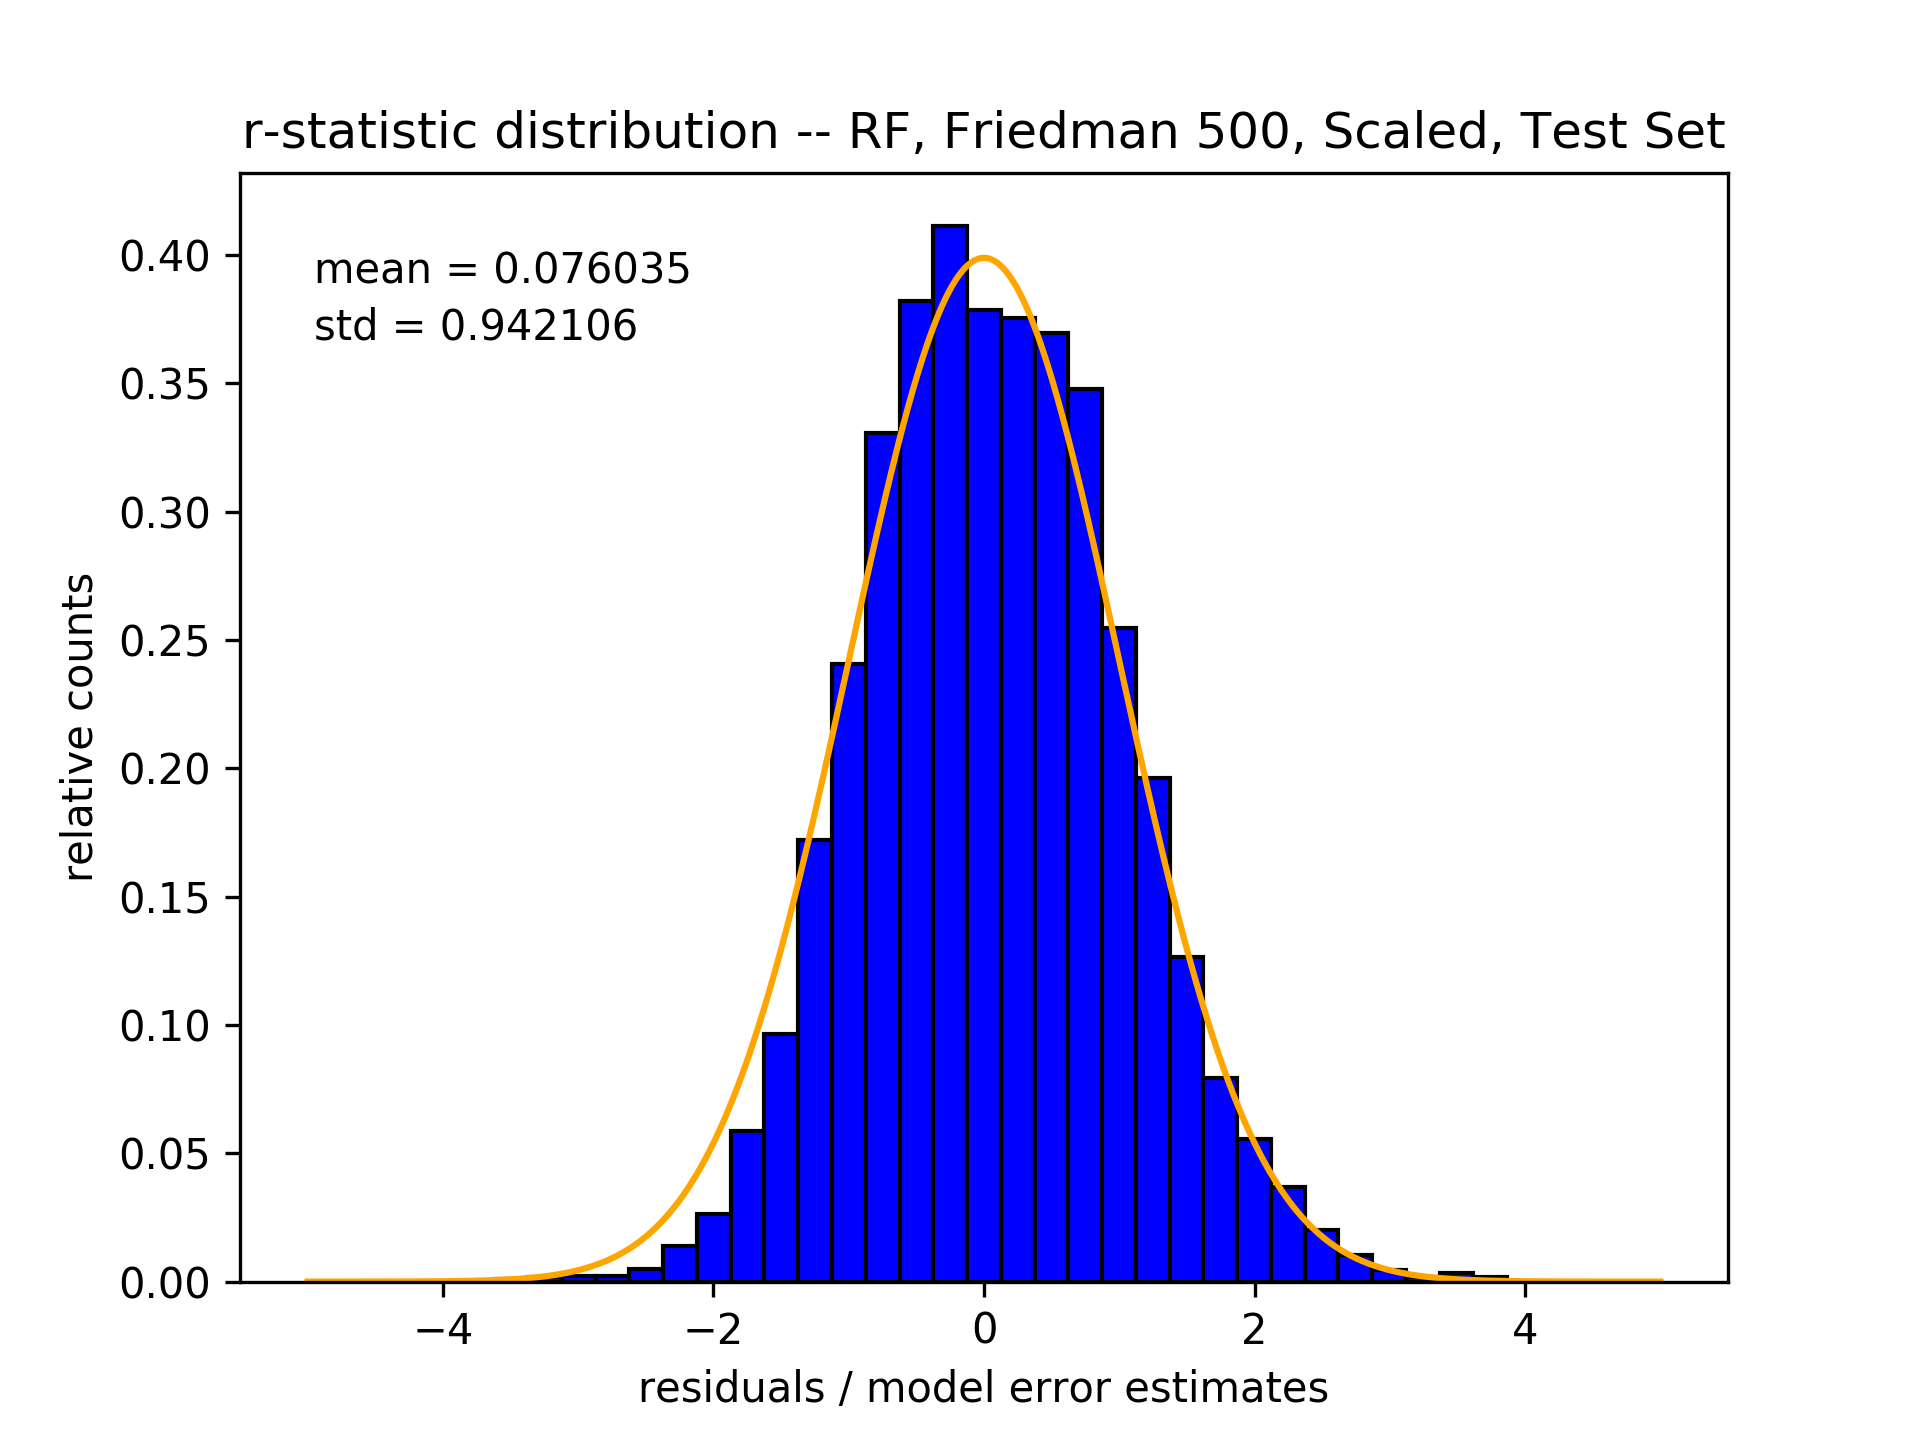 r-statistic distribution -- RF, Friedman 500, Scaled, Test Set
mean = 0.076035
std = 0.942106
relative counts
0.40
0.35
0.30
0.25
0.20
0.15
0.10
0.05
0.00
−4 −2 0 2 4
residuals / model error estimates